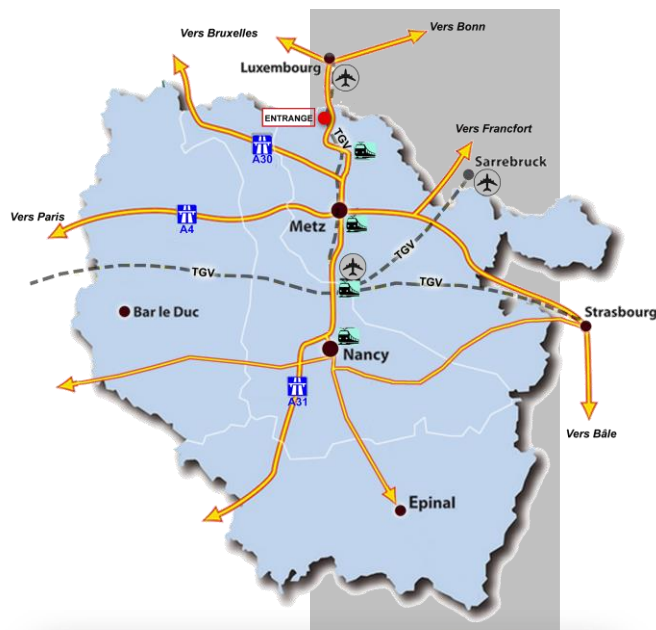 Vers Bruxelles
Vers Bonn
Luxembourg
ENTRANGE
TGV
A30
Vers Francfort
Sarrebruck
Vers Paris
A4
Metz
TGV
TGV
TGV
Bar le Duc
Strasbourg
Nancy
A31
Vers Bâle
Epinal